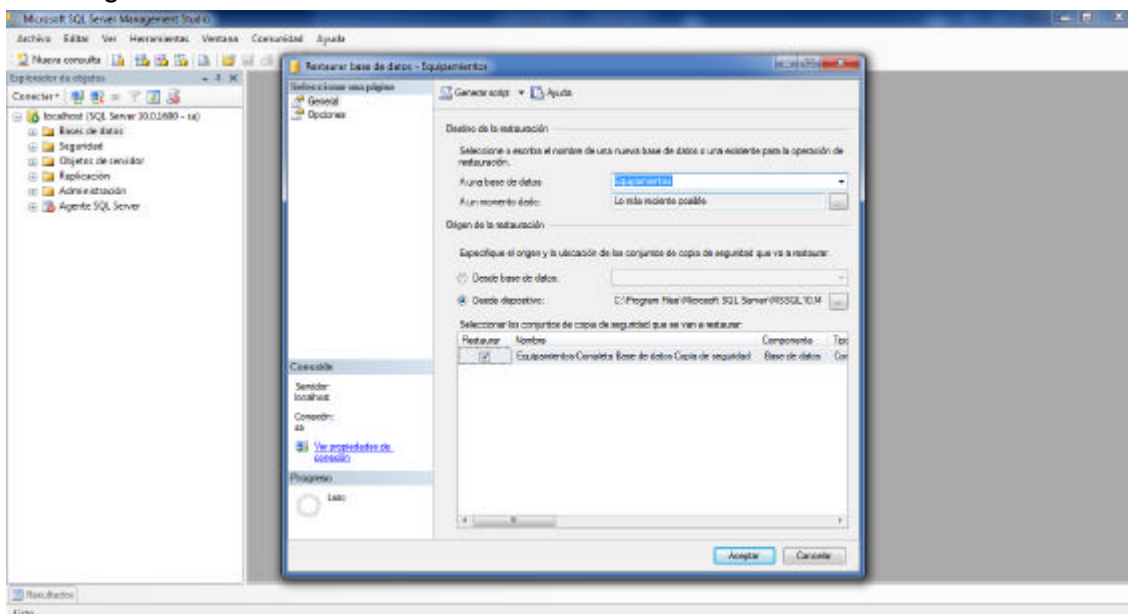 Microsoft SQL Server Management Studio
Archivo Editar Ver Herramientas Ventana Comunidad Ayuda
Nueva consulta
Explorador de objetos
Conectar
localhost (SQL Server 10.0.1600 - sa)
Bases de datos
Seguridad
Objetos de servidor
Replicación
Administración
Agente SQL Server
Restaurar base de datos - Equipamientos
Seleccionar una página
General
Opciones
Generar script Ayuda
Destino de la restauración
Seleccione o escriba el nombre de una nueva base de datos o una existente para la operación de
restauración.
A una base de datos: Equipamientos
A un momento dado: Lo más reciente posible ...
Origen de la restauración
Especifique el origen y la ubicación de los conjuntos de copia de seguridad que va a restaurar.
Desde base de datos:
Desde dispositivo: C:\Program Files\Microsoft SQL Server\MSSQL10.M ...
Seleccionar los conjuntos de copia de seguridad que se van a restaurar:
Restaurar Nombre Componente Tipo
Equipamientos-Completa Base de datos Copia de seguridad Base de datos Con
Conexión
Servidor:
localhost
Conexión:
sa
Ver propiedades de
conexión
Progreso
Listo
Aceptar Cancelar
Resultados
Listo